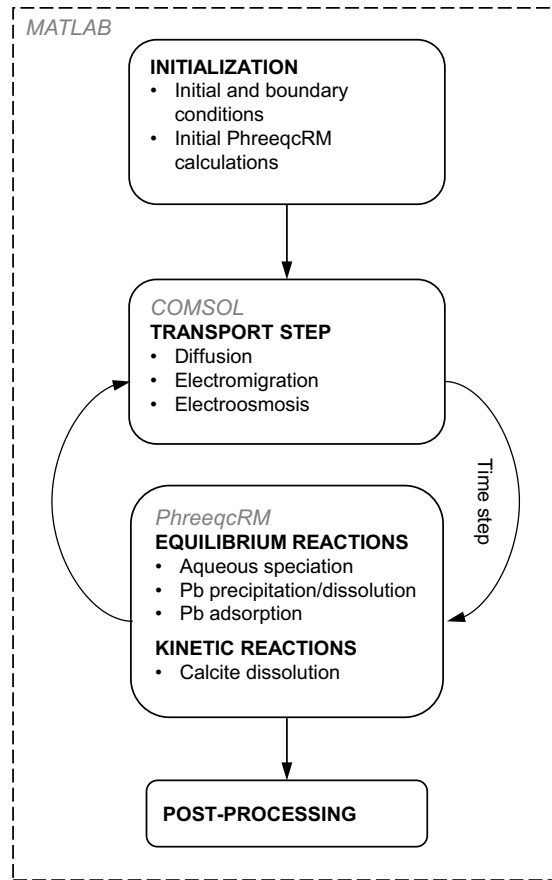 MATLAB
INITIALIZATION
• Initial and boundary
conditions
• Initial PhreeqcRM
calculations
COMSOL
TRANSPORT STEP
• Diffusion
• Electromigration
• Electroosmosis
Time step
PhreeqcRM
EQUILIBRIUM REACTIONS
• Aqueous speciation
• Pb precipitation/dissolution
• Pb adsorption
KINETIC REACTIONS
• Calcite dissolution
POST-PROCESSING